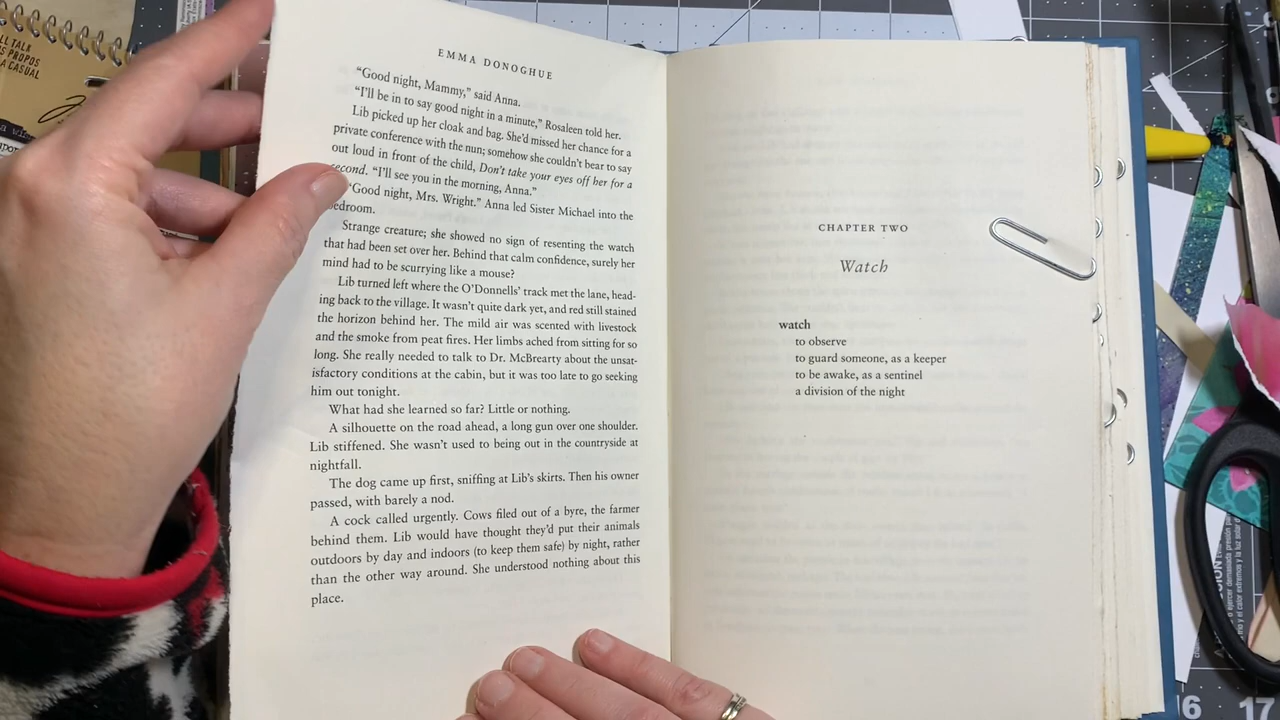 ALL TALK
PROPOS
A CASUAL
EMMA DONOGHUE
“Good night, Mammy,” said Anna.
“I’ll be in to say good night in a minute,” Rosaleen told her.
Lib picked up her cloak and bag. She’d missed her chance for a
private conference with the nun; somehow she couldn’t bear to say
out loud in front of the child, Don’t take your eyes off her for a
second. “I’ll see you in the morning, Anna.”
“Good night, Mrs. Wright.” Anna led Sister Michael into the
bedroom.
Strange creature; she showed no sign of resenting the watch
that had been set over her. Behind that calm confidence, surely her
mind had to be scurrying like a mouse?
Lib turned left where the O’Donnells’ track met the lane, head-
ing back to the village. It wasn’t quite dark yet, and red still stained
the horizon behind her. The mild air was scented with livestock
and the smoke from peat fires. Her limbs ached from sitting for so
long. She really needed to talk to Dr. McBrearty about the unsat-
isfactory conditions at the cabin, but it was too late to go seeking
him out tonight.
What had she learned so far? Little or nothing.
A silhouette on the road ahead, a long gun over one shoulder.
Lib stiffened. She wasn’t used to being out in the countryside at
nightfall.
The dog came up first, sniffing at Lib’s skirts. Then his owner
passed, with barely a nod.
A cock called urgently. Cows filed out of a byre, the farmer
behind them. Lib would have thought they’d put their animals
outdoors by day and indoors (to keep them safe) by night, rather
than the other way around. She understood nothing about this
place.
CHAPTER TWO
Watch
watch
to observe
to guard someone, as a keeper
to be awake, as a sentinel
a division of the night
16 17